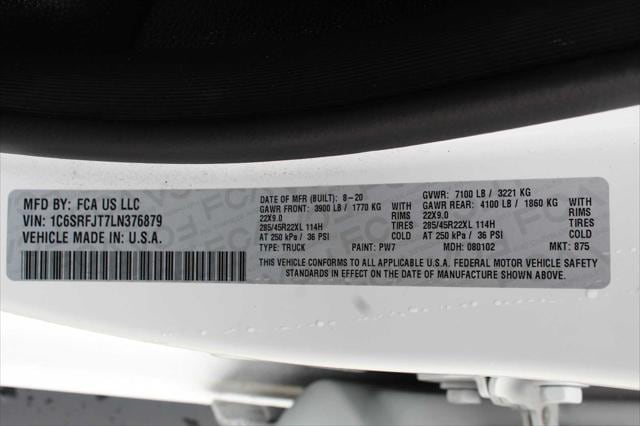 MFD BY: FCA US LLC
VIN: 1C6SRFJT7LN376879
VEHICLE MADE IN U.S.A.
DATE OF MFR (BUILT): 8-20
GAWR FRONT: 3900 LB / 1770 KG WITH
22X9.0 RIMS
285/45R22XL 114H TIRES
AT 250 kPa / 36 PSI COLD
TYPE: TRUCK PAINT: PW7
GVWR: 7100 LB / 3221 KG
GAWR REAR: 4100 LB / 1860 KG WITH
22X9.0 RIMS
285/45R22XL 114H TIRES
AT 250 kPa / 36 PSI COLD
MDH: 080102 MKT: 875
THIS VEHICLE CONFORMS TO ALL APPLICABLE U.S.A. FEDERAL MOTOR VEHICLE SAFETY
STANDARDS IN EFFECT ON THE DATE OF MANUFACTURE SHOWN ABOVE.